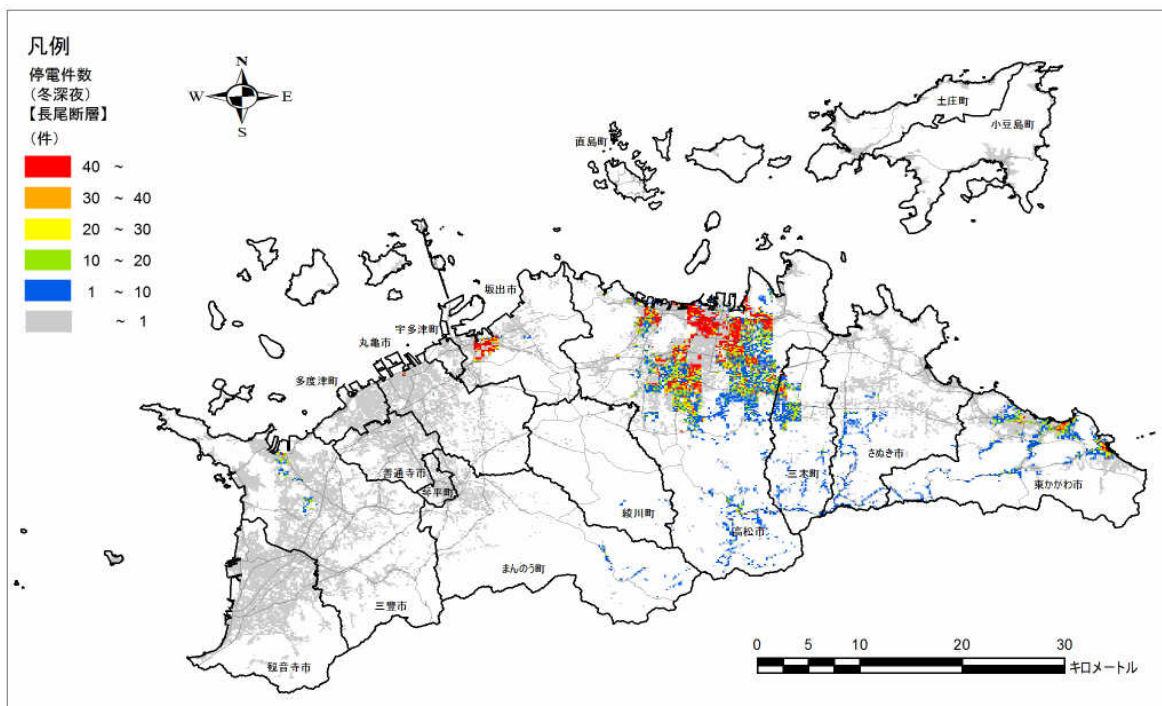 凡例
停電件数
(冬深夜)
【長尾断層】
(件)
40 ~
30 ~ 40
20 ~ 30
10 ~ 20
1 ~ 10
~ 1
N
W E
S
土庄町
小豆島町
直島町
坂出市
宇多津町
丸亀市
多度津町
善通寺市
琴平町
三木町
さぬき市
東かがわ市
綾川町
高松市
まんのう町
三豊市
観音寺市
0 5 10 20 30
キロメートル